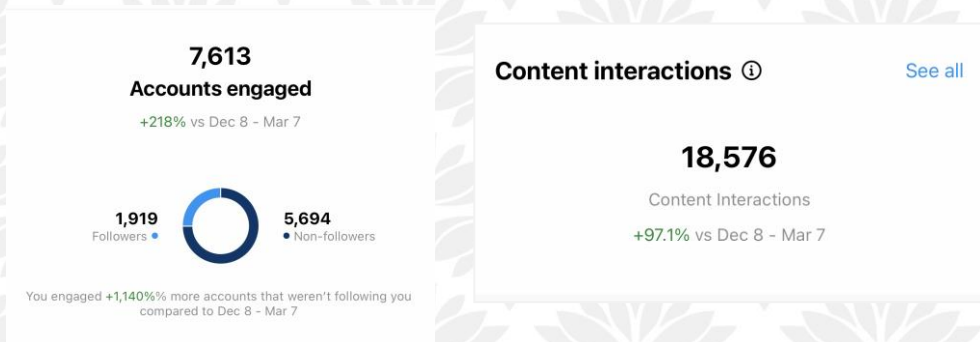 7,613
Accounts engaged
+218% vs Dec 8 - Mar 7
1,919
Followers
5,694
Non-followers
You engaged +1,140%% more accounts that weren't following you
compared to Dec 8 - Mar 7
Content interactions
See all
18,576
Content Interactions
+97.1% vs Dec 8 - Mar 7